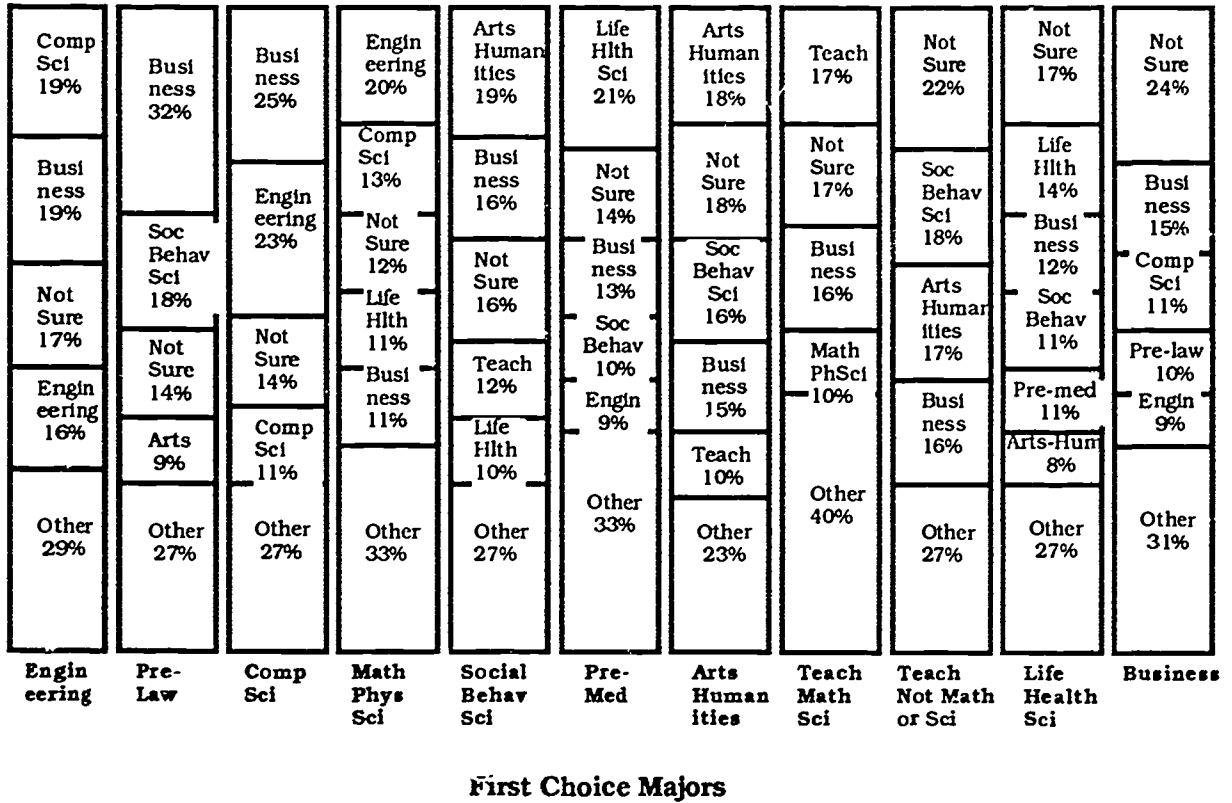 Comp
Sci
19%
Busi
ness
19%
Not
Sure
17%
Engin
eering
16%
Other
29%
Engin
eering
Busi
ness
32%
Soc
Behav
Sci
18%
Not
Sure
14%
Arts
9%
Other
27%
Pre-
Law
Busi
ness
25%
Engin
eering
23%
Not
Sure
14%
Comp
Sci
11%
Other
27%
Comp
Sci
Engin
eering
20%
Comp
Sci
13%
Not
Sure
12%
Life
Hlth
11%
Busi
ness
11%
Other
33%
Math
Phys
Sci
Arts
Human
ities
19%
Busi
ness
16%
Not
Sure
16%
Teach
12%
Life
Hlth
10%
Other
27%
Social
Behav
Sci
Life
Hlth
Sci
21%
Not
Sure
14%
Busi
ness
13%
Soc
Behav
10%
Engin
9%
Other
33%
Pre-
Med
Arts
Human
ities
18%
Not
Sure
18%
Soc
Behav
Sci
16%
Busi
ness
15%
Teach
10%
Other
23%
Arts
Human
ities
Teach
17%
Not
Sure
17%
Busi
ness
16%
Math
PhSci
10%
Other
40%
Teach
Math
Sci
Not
Sure
22%
Soc
Behav
Sci
18%
Arts
Human
ities
17%
Busi
ness
16%
Other
27%
Teach
Not Math
or Sci
Not
Sure
17%
Life
Hlth
14%
Busi
ness
12%
Soc
Behav
11%
Pre-med
11%
Arts-Hum
8%
Other
27%
Life
Health
Sci
Not
Sure
24%
Busi
ness
15%
Comp
Sci
11%
Pre-law
10%
Engin
9%
Other
31%
Business
First Choice Majors